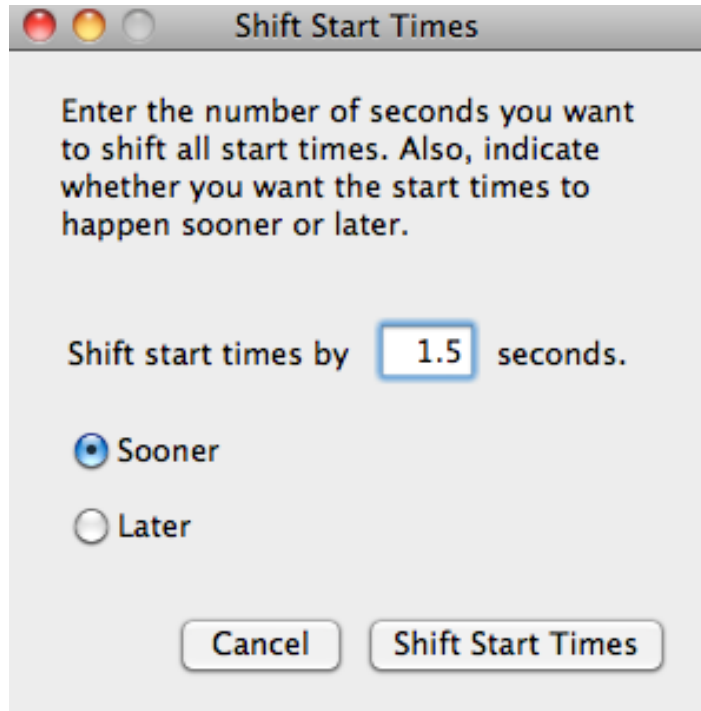 Shift Start Times
Enter the number of seconds you want
to shift all start times. Also, indicate
whether you want the start times to
happen sooner or later.
Shift start times by 1.5 seconds.
Sooner
Later
Cancel Shift Start Times